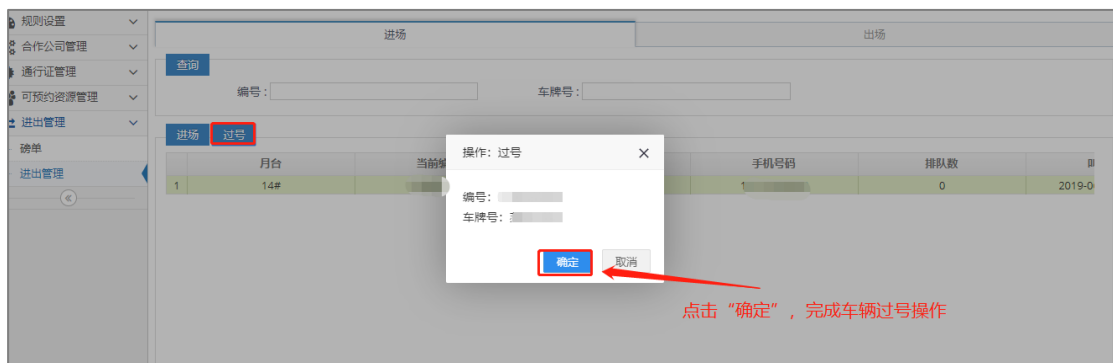 规则设置
合作公司管理
通行证管理
可预约资源管理
进出管理
磅单
进出管理
进场
出场
查询
编号：
车牌号：
进场 过号
月台 当前编 手机号码 排队数
1 14# 1 0 2019-0
操作：过号
编号：
车牌号：
确定 取消
点击“确定”，完成车辆过号操作